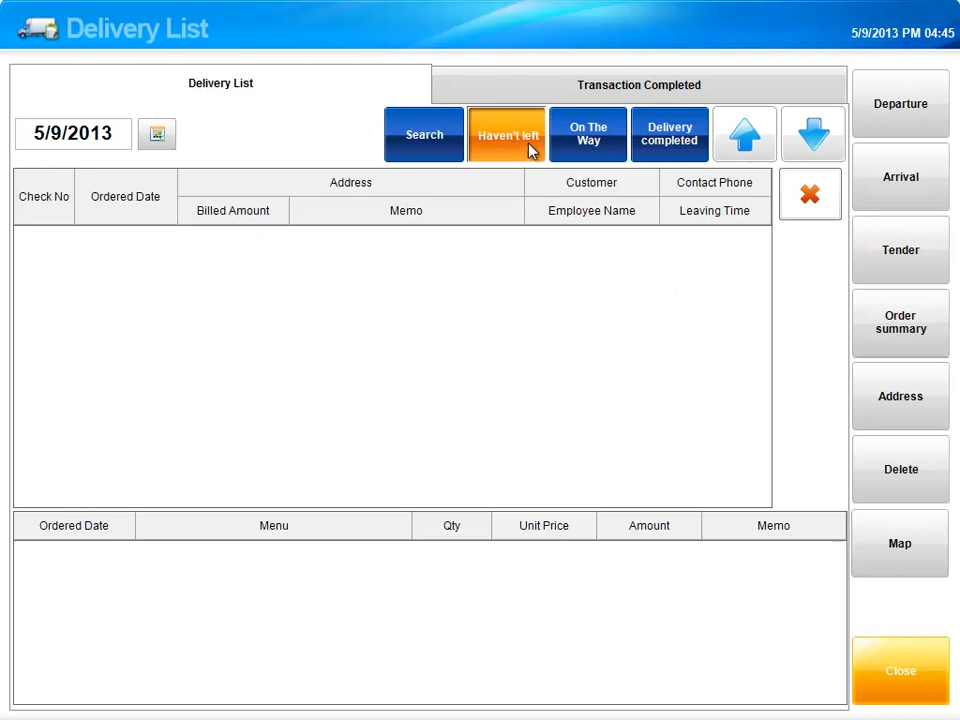 Delivery List
5/9/2013 PM 04:45
Delivery List
Transaction Completed
5/9/2013
Search
Haven't left
On The
Way
Delivery
completed
Check No
Ordered Date
Address
Customer
Contact Phone
Billed Amount
Memo
Employee Name
Leaving Time
Ordered Date
Menu
Qty
Unit Price
Amount
Memo
Departure
Arrival
Tender
Order
summary
Address
Delete
Map
Close